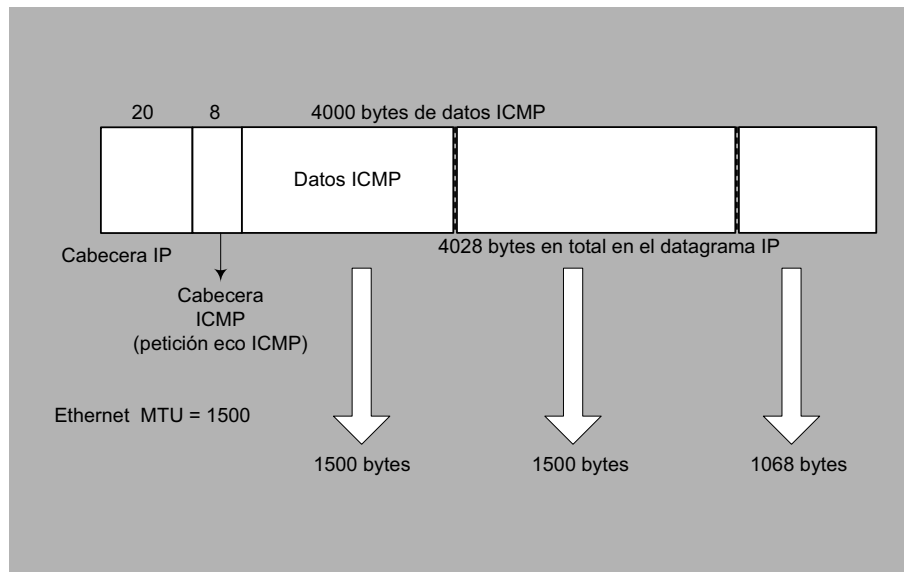 20
8
4000 bytes de datos ICMP
Datos ICMP
Cabecera IP
4028 bytes en total en el datagrama IP
Cabecera
ICMP
(petición eco ICMP)
Ethernet MTU = 1500
1500 bytes
1500 bytes
1068 bytes